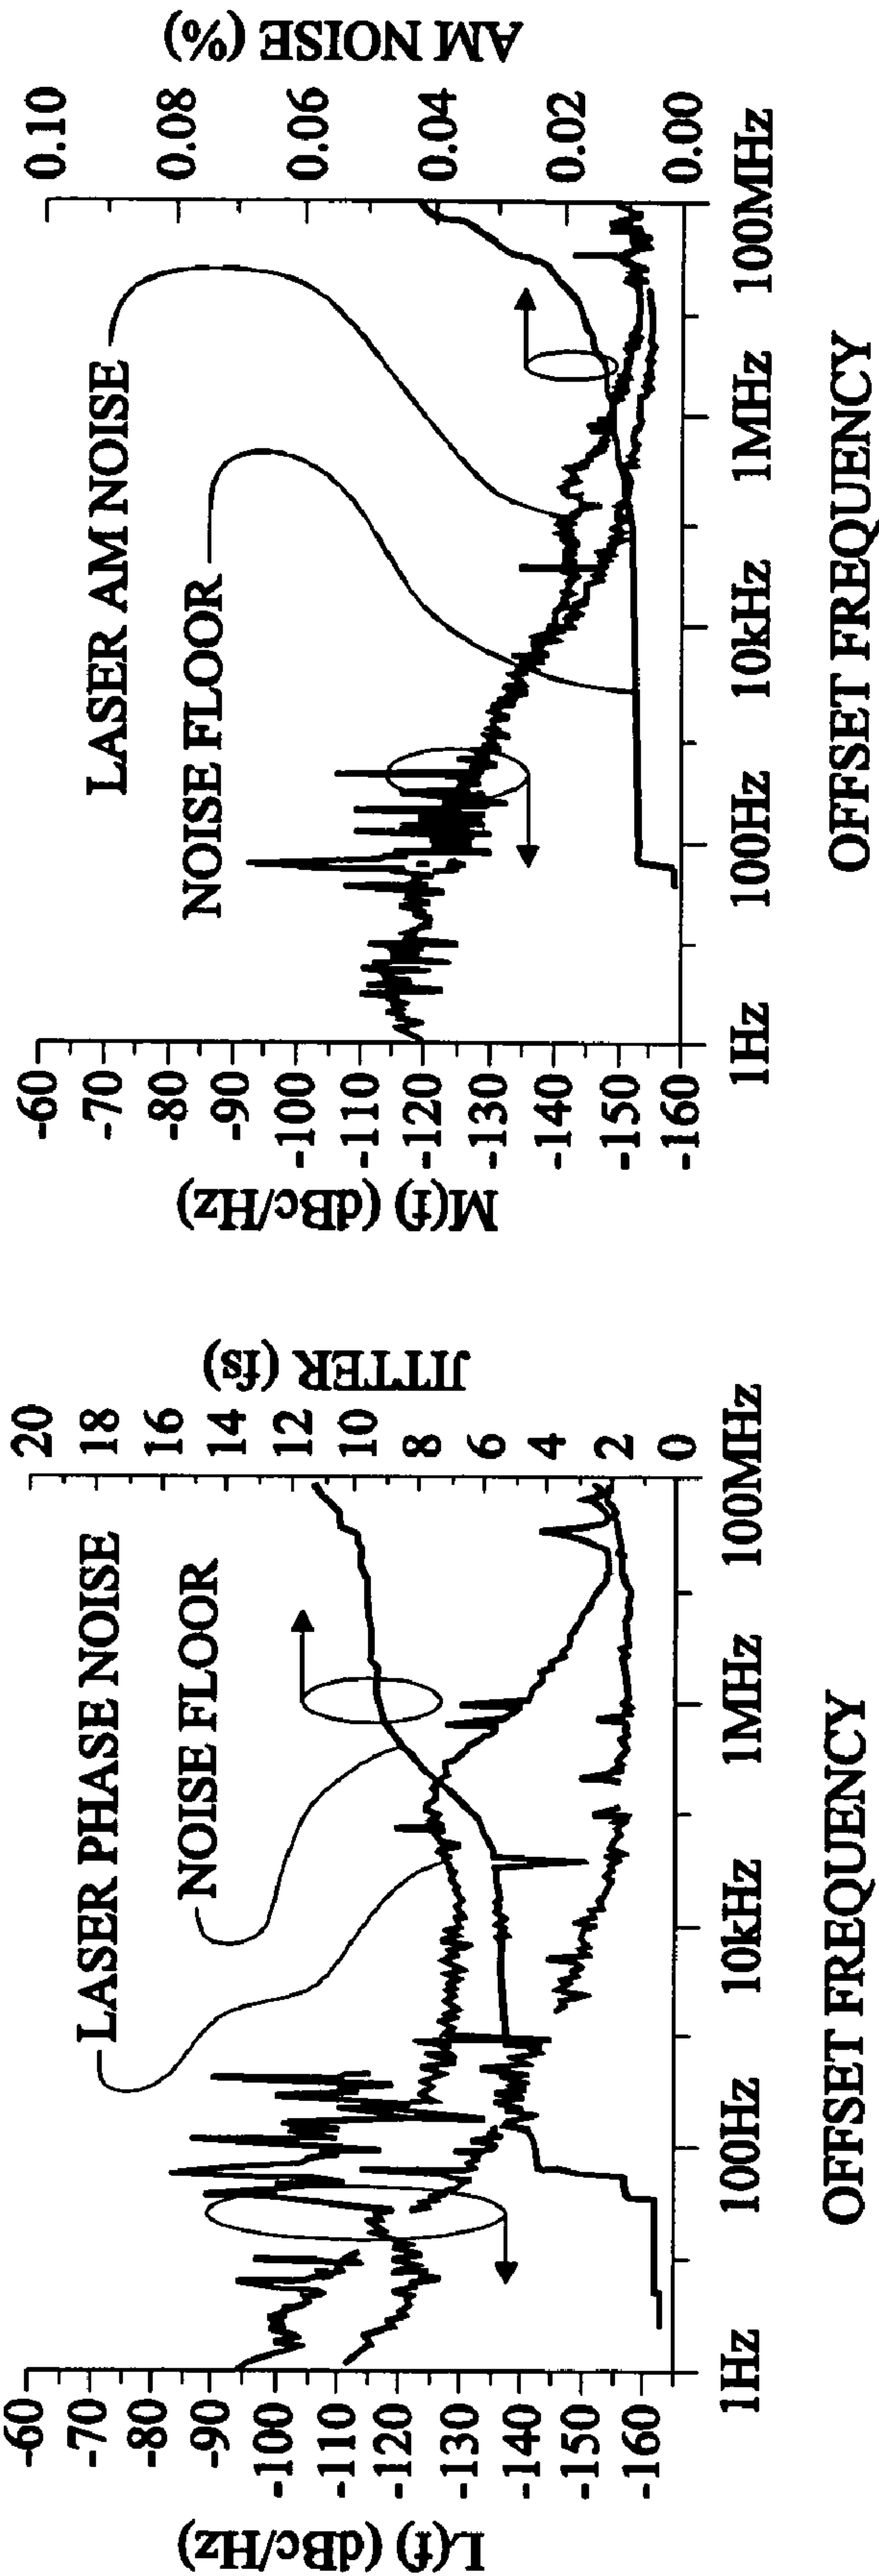 L(f) (dBc/Hz)
-60
-70
-80
-90
-100
-110
-120
-130
-140
-150
-160
LASER PHASE NOISE
NOISE FLOOR
20
18
16
14
12
10
8
6
4
2
0
JITTER (fs)
1Hz
100Hz
10kHz
1MHz
100MHz
OFFSET FREQUENCY
M(f) (dBc/Hz)
-60
-70
-80
-90
-100
-110
-120
-130
-140
-150
-160
LASER AM NOISE
NOISE FLOOR
0.10
0.08
0.06
0.04
0.02
0.00
AM NOISE (%)
1Hz
100Hz
10kHz
1MHz
100MHz
OFFSET FREQUENCY